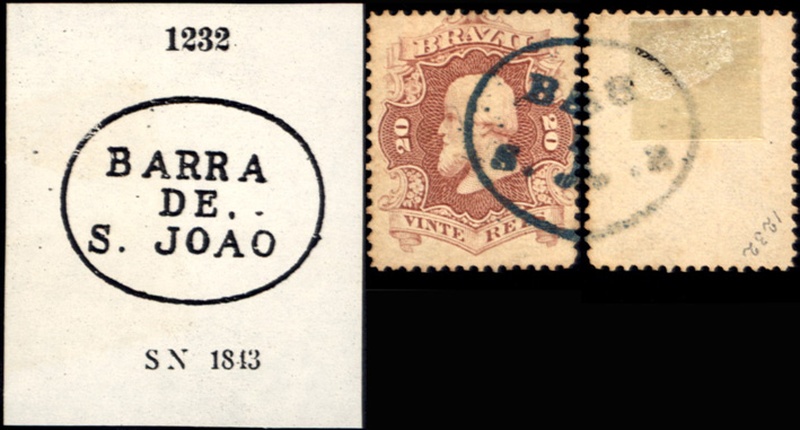 1232
BARRA
DE.
S. JOAO
SN 1843
BRAZIL
20 20
VINTE REIS
S.
1232